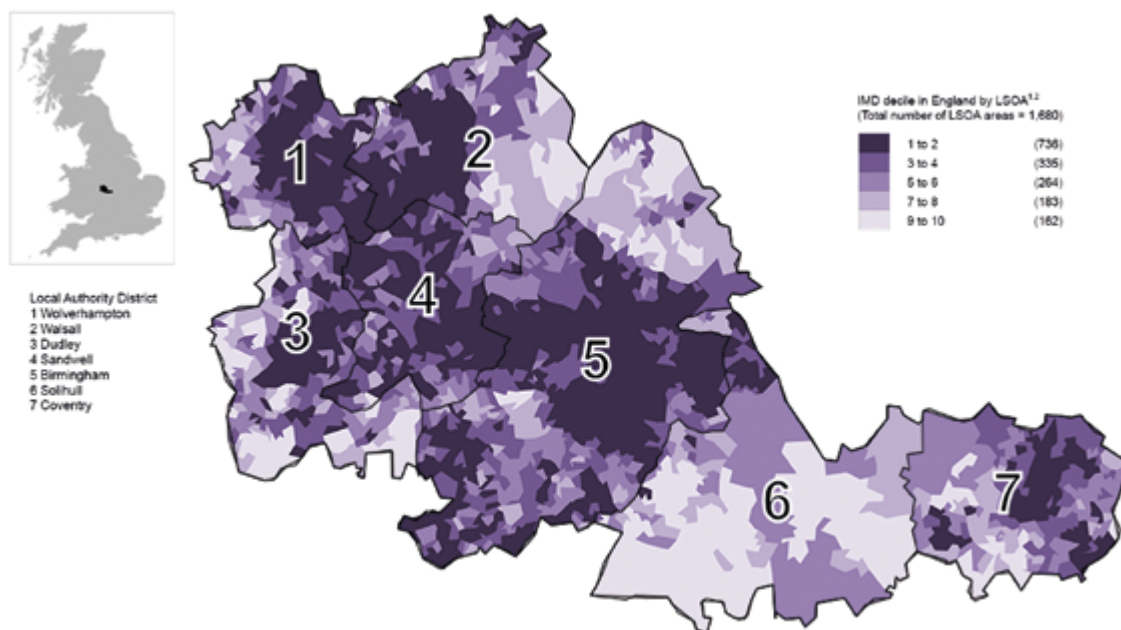 IMD decile in England by LSOA1,2
(Total number of LSOA areas = 1,680)
1 to 2 (736)
3 to 4 (335)
5 to 6 (264)
7 to 8 (183)
9 to 10 (162)
Local Authority District
1 Wolverhampton
2 Walsall
3 Dudley
4 Sandwell
5 Birmingham
6 Solihull
7 Coventry
1
2
3
4
5
6
7